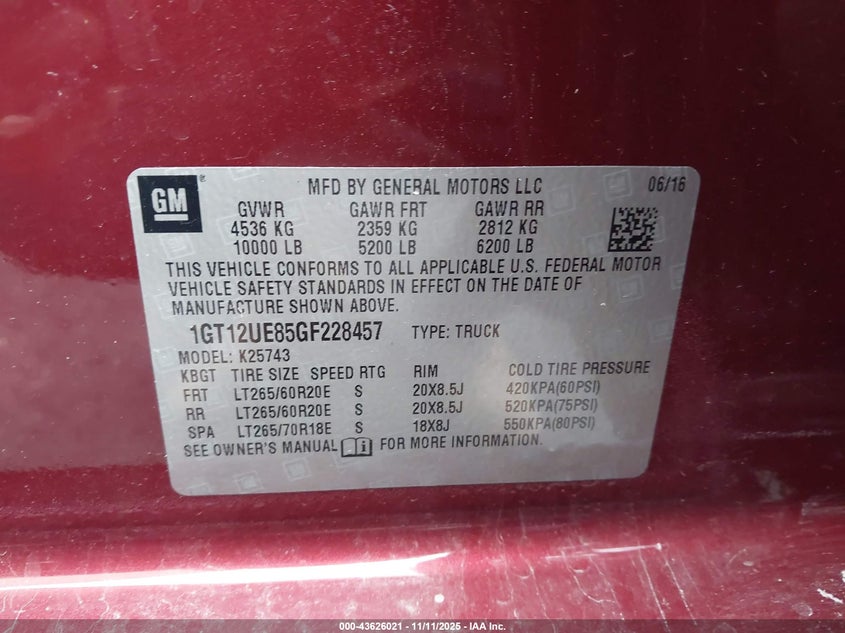 GM
®
MFD BY GENERAL MOTORS LLC 06/16
GVWR GAWR FRT GAWR RR
4536 KG 2359 KG 2812 KG
10000 LB 5200 LB 6200 LB
THIS VEHICLE CONFORMS TO ALL APPLICABLE U.S. FEDERAL MOTOR
VEHICLE SAFETY STANDARDS IN EFFECT ON THE DATE OF
MANUFACTURE SHOWN ABOVE.
1GT12UE85GF228457 TYPE: TRUCK
MODEL: K25743
KBGT TIRE SIZE SPEED RTG RIM COLD TIRE PRESSURE
FRT LT265/60R20E S 20X8.5J 420KPA(60PSI)
RR LT265/60R20E S 20X8.5J 520KPA(75PSI)
SPA LT265/70R18E S 18X8J 550KPA(80PSI)
SEE OWNER'S MANUAL i FOR MORE INFORMATION.
000-43626021 - 11/11/2025 - IAA Inc.